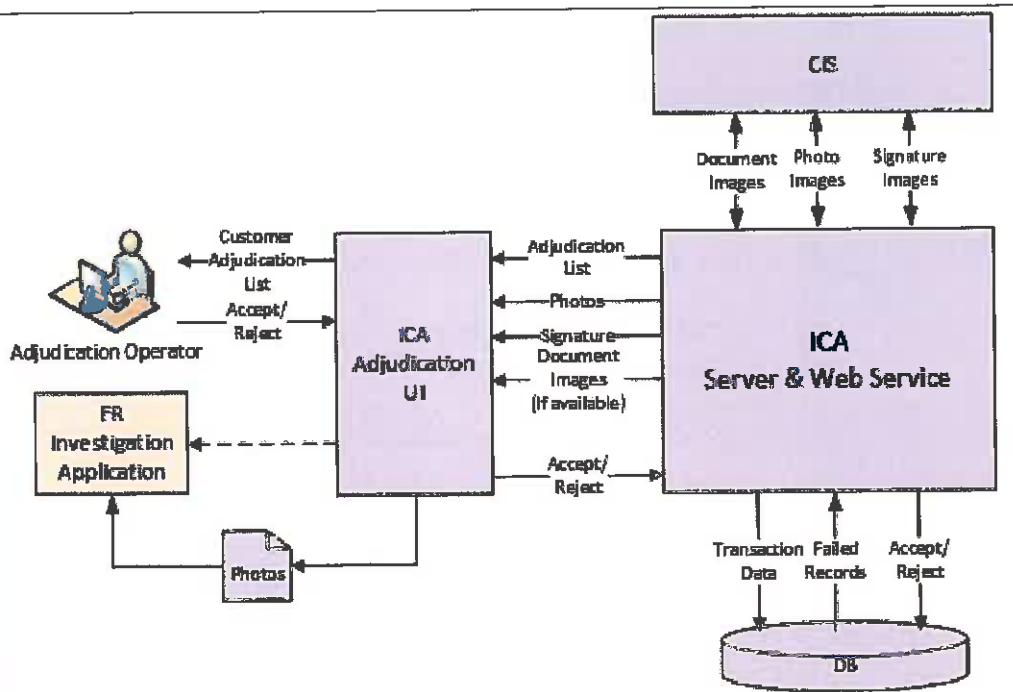 CIS
Document
Images
Photo
Images
Signature
Images
Customer
Adjudication
List
Accept/
Reject
Adjudication Operator
ICA
Adjudication
UI
Adjudication
List
Photos
Signature
Document
Images
(If available)
Accept/
Reject
ICA
Server & Web Service
FR
Investigation
Application
Photos
Transaction
Data
Failed
Records
Accept/
Reject
DB